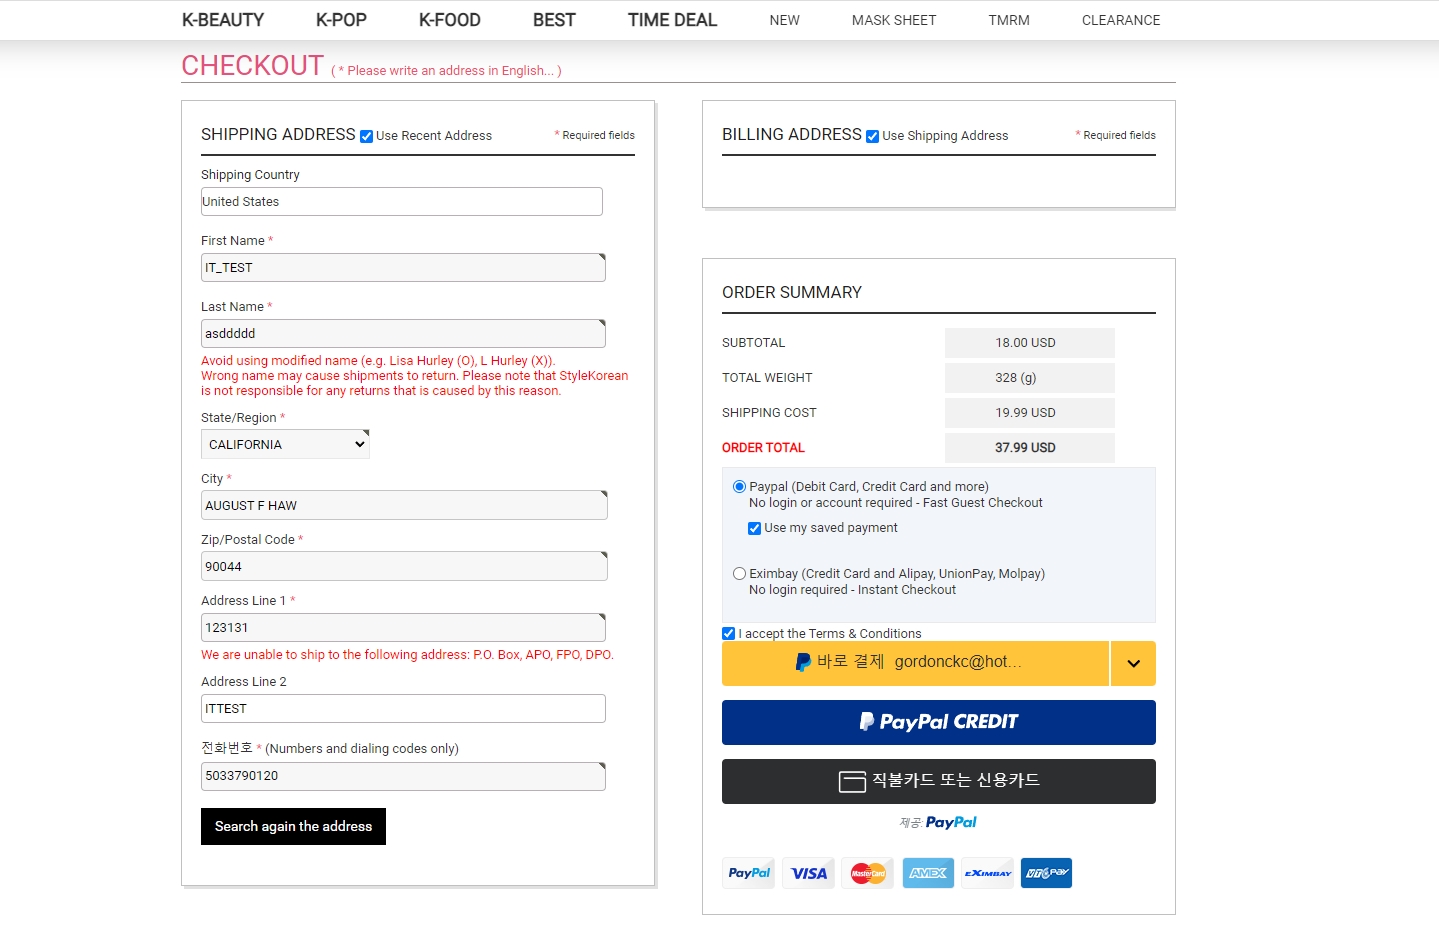 K-BEAUTY K-POP K-FOOD BEST TIME DEAL NEW MASK SHEET TMRM CLEARANCE
CHECKOUT ( * Please write an address in English... )
SHIPPING ADDRESS Use Recent Address * Required fields
Shipping Country
United States
First Name *
IT_TEST
Last Name *
asddddd
Avoid using modified name (e.g. Lisa Hurley (O), L Hurley (X)).
Wrong name may cause shipments to return. Please note that StyleKorean
is not responsible for any returns that is caused by this reason.
State/Region *
CALIFORNIA
City *
AUGUST F HAW
Zip/Postal Code *
90044
Address Line 1 *
123131
We are unable to ship to the following address: P.O. Box, APO, FPO, DPO.
Address Line 2
ITTEST
전화번호 * (Numbers and dialing codes only)
5033790120
Search again the address
BILLING ADDRESS Use Shipping Address * Required fields
ORDER SUMMARY
SUBTOTAL 18.00 USD
TOTAL WEIGHT 328 (g)
SHIPPING COST 19.99 USD
ORDER TOTAL 37.99 USD
Paypal (Debit Card, Credit Card and more)
No login or account required - Fast Guest Checkout
Use my saved payment
Eximbay (Credit Card and Alipay, UnionPay, Molpay)
No login required - Instant Checkout
I accept the Terms & Conditions
바로 결제 gordonckc@hot...
PayPal CREDIT
직불카드 또는 신용카드
제공: PayPal
PayPal VISA MasterCard AMEX EXIMBAY VTC Pay